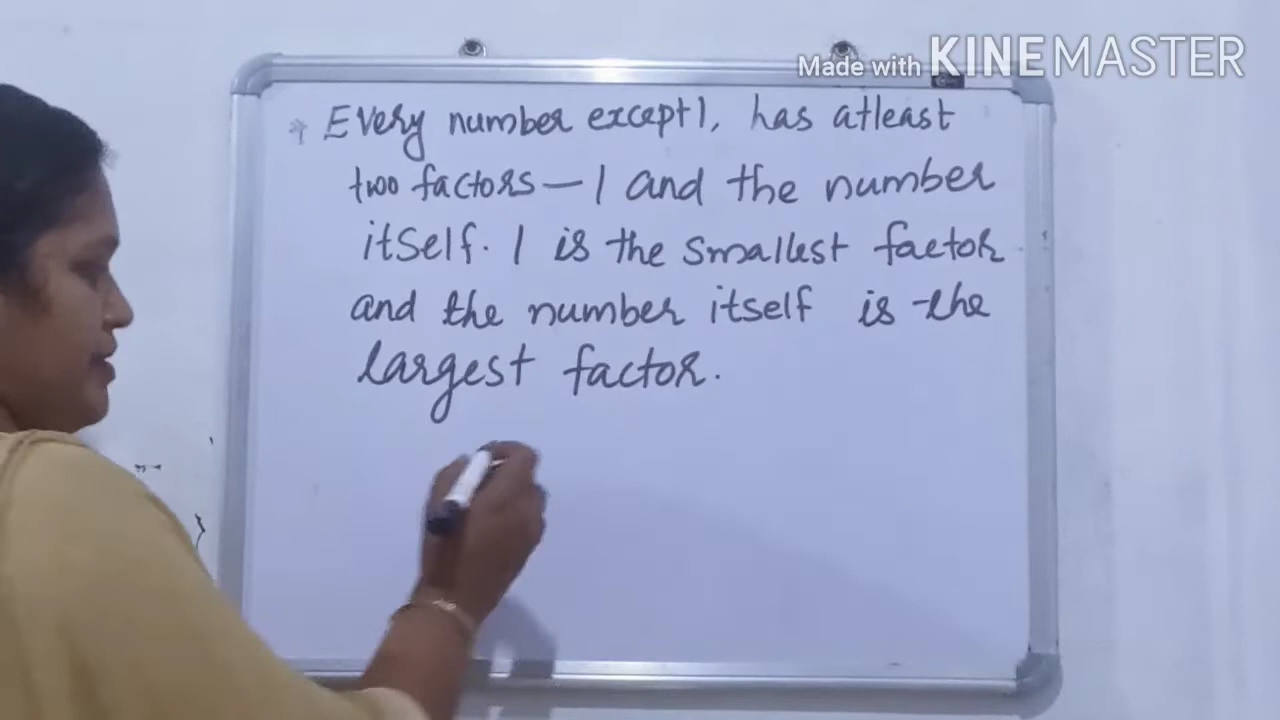 Made with KINEMASTER
* Every number except 1, has atleast
two factors – 1 and the number
itself. 1 is the smallest factor
and the number itself is the
largest factor.